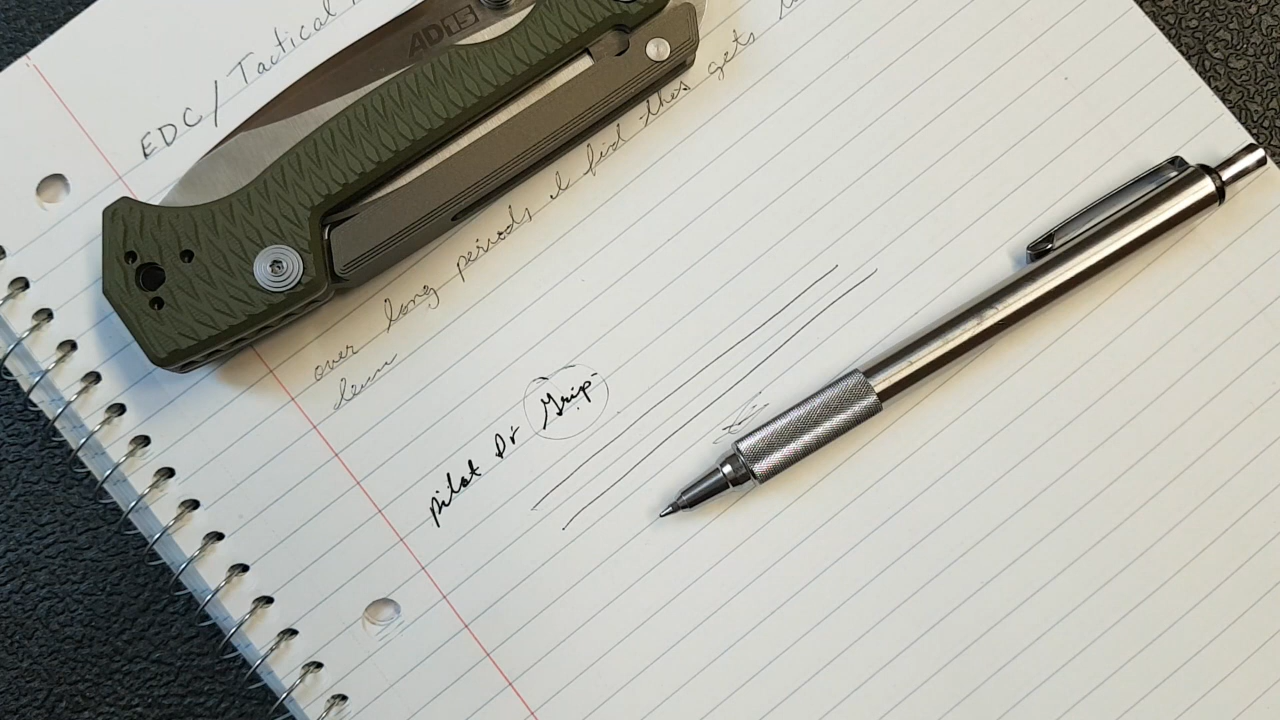 EDC / Tactical
AD15
over long periods I find this gets
Pilot Dr Grip